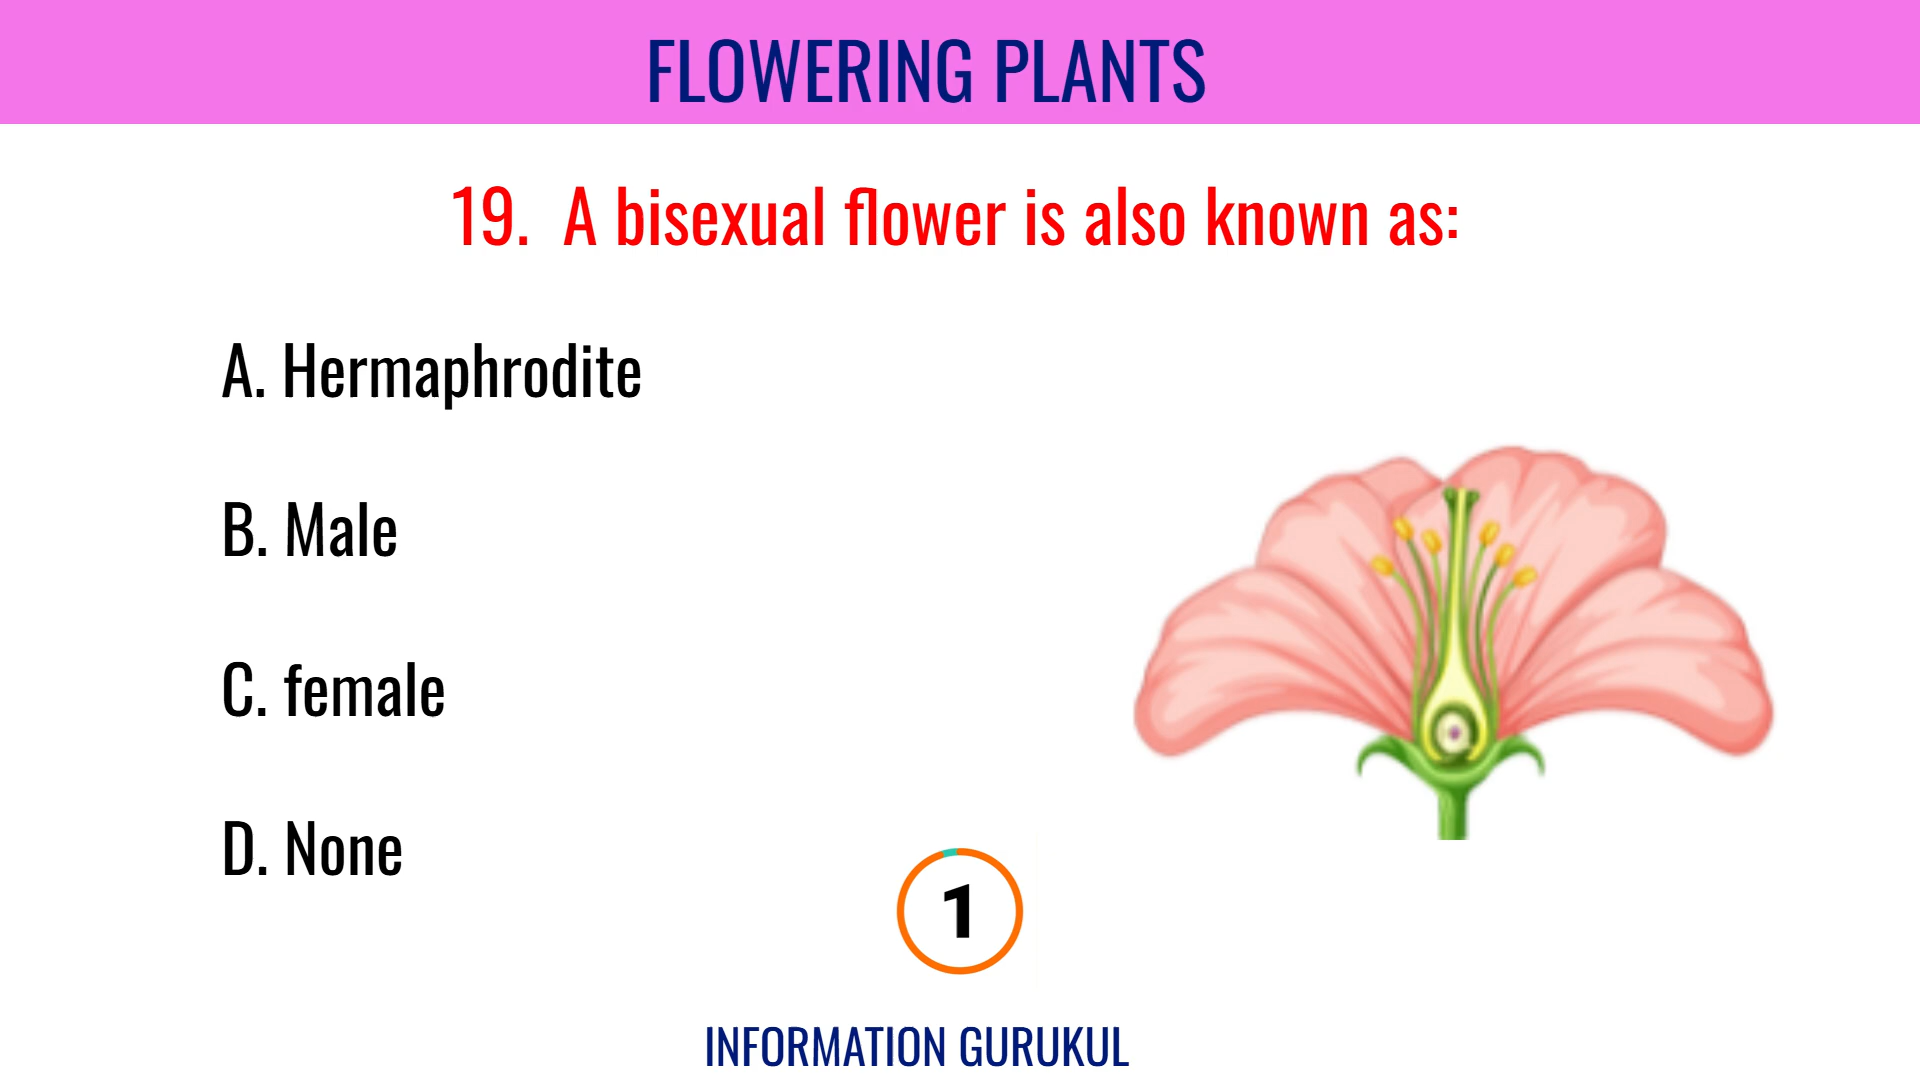 FLOWERING PLANTS
19. A bisexual flower is also known as:
A. Hermaphrodite
B. Male
C. female
D. None
1
INFORMATION GURUKUL